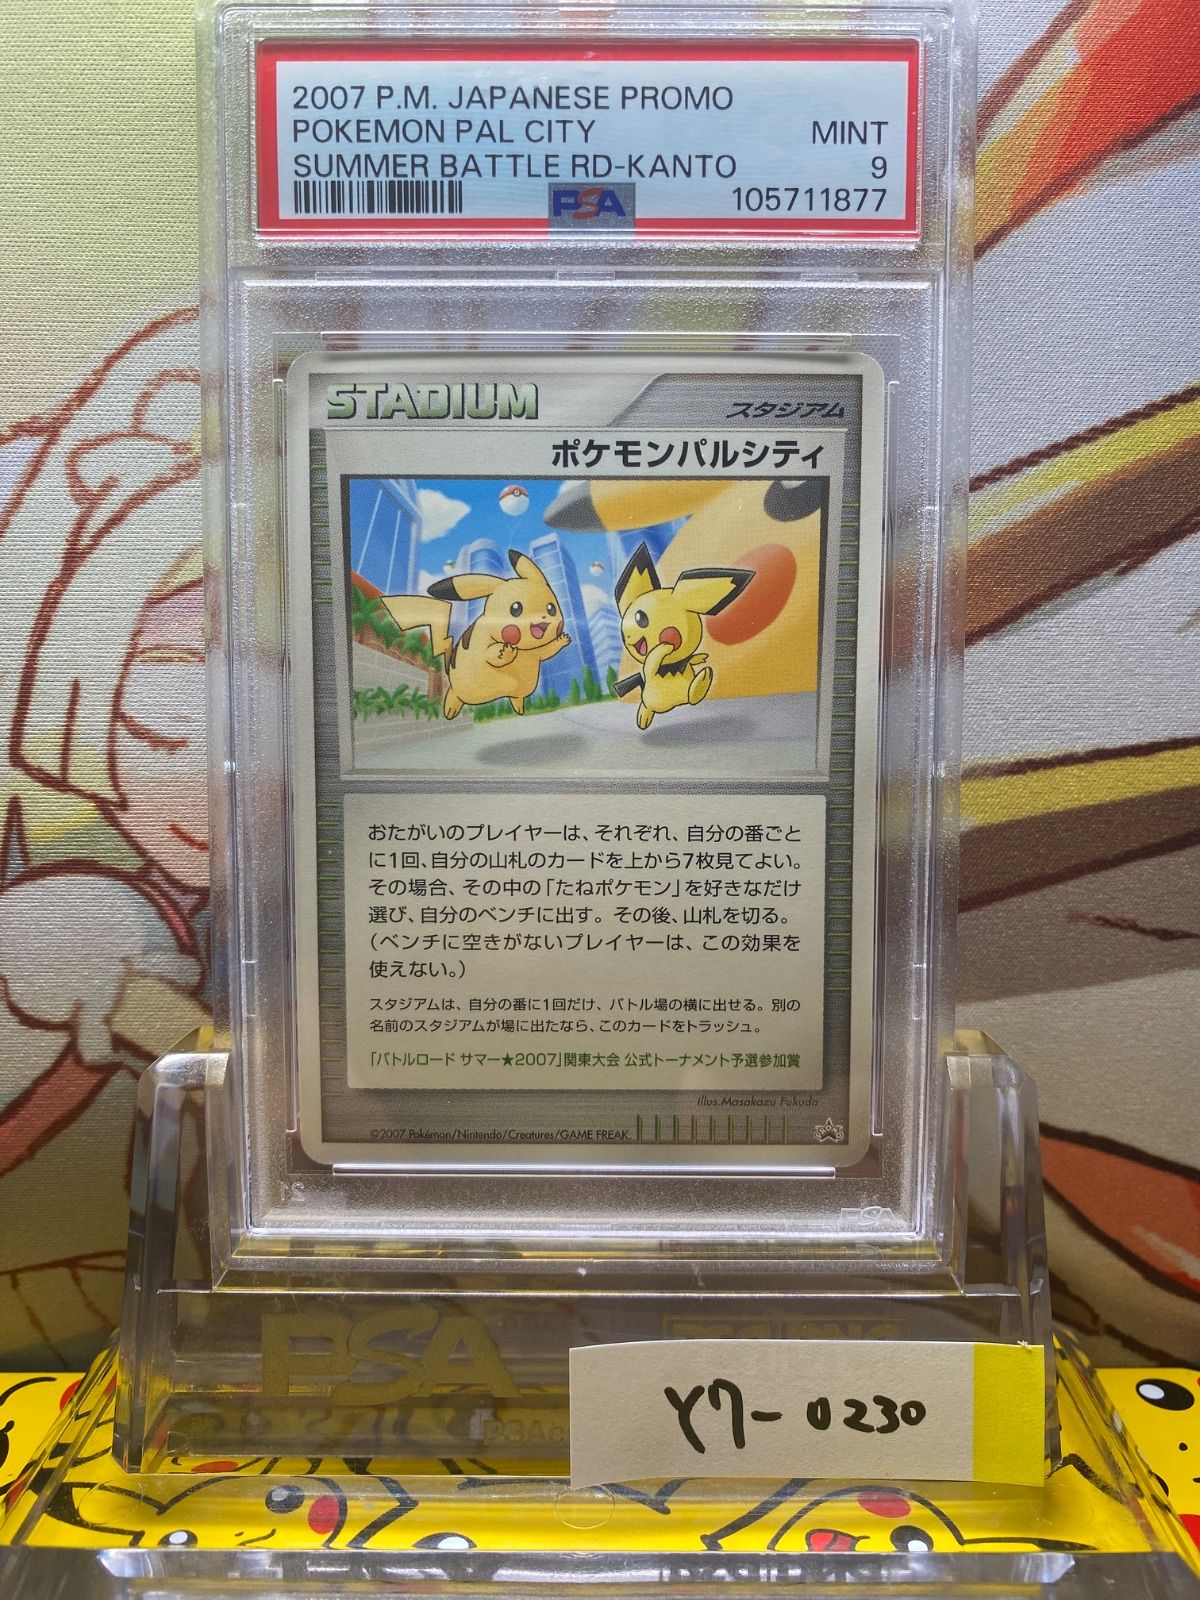 2007 P.M. JAPANESE PROMO
POKEMON PAL CITY MINT
SUMMER BATTLE RD-KANTO 9
PSA 105711877
STADIUM スタジアム
ポケモンパルシティ
おたがいのプレイヤーは、それぞれ、自分の番ごと
に1回、自分の山札のカードを上から7枚見てよい。
その場合、その中の「たねポケモン」を好きなだけ
選び、自分のベンチに出す。その後、山札を切る。
(ベンチに空きがないプレイヤーは、この効果を
使えない。)
スタジアムは、自分の番に1回だけ、バトル場の横に出せる。別の
名前のスタジアムが場に出たなら、このカードをトラッシュ。
「バトルロード サマー★2007」関東大会 公式トーナメント予選参加賞
Illus.Masakazu Fukuda
©2007 Pokémon/Nintendo/Creatures/GAME FREAK.
PROMO
PSA
PSA
Y7-0230